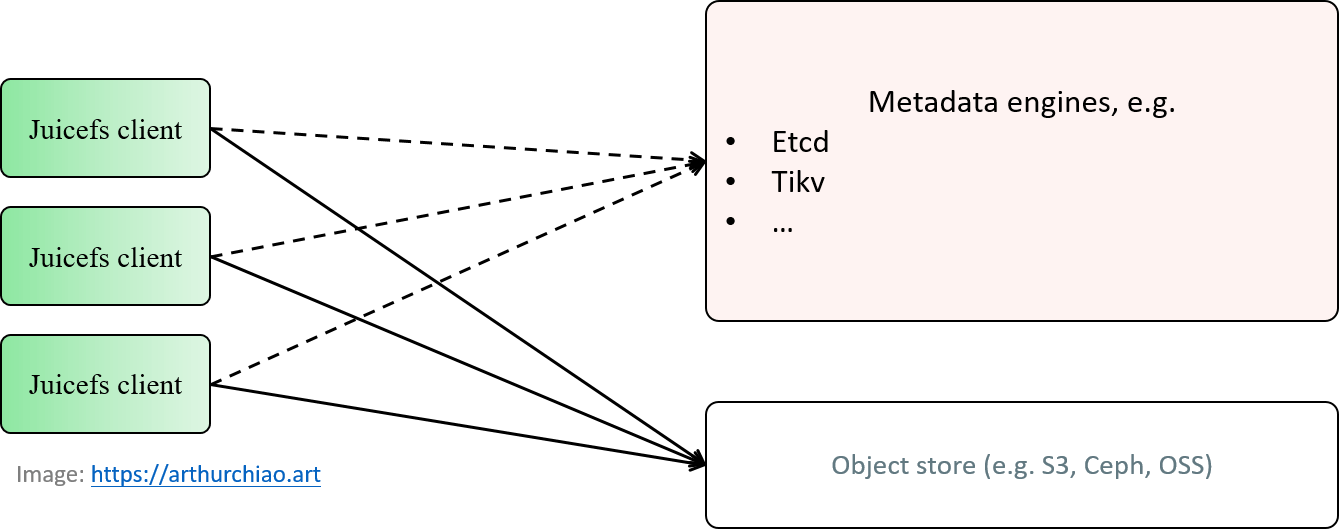 Juicefs client
Juicefs client
Juicefs client
Image: https://arthurchiao.art
Metadata engines, e.g.
• Etcd
• Tikv
• ...
Object store (e.g. S3, Ceph, OSS)